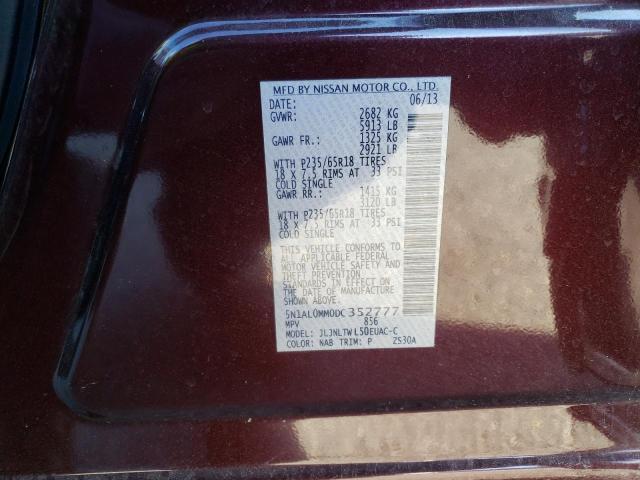 MFD BY NISSAN MOTOR CO., LTD.
DATE: 06/13
GVWR: 2682 KG
5913 LB
GAWR FR.: 1325 KG
2921 LB
WITH P235/65R18 TIRES
18 X 7.5 RIMS AT 33 PSI
COLD SINGLE
GAWR RR.: 1415 KG
3120 LB
WITH P235/65R18 TIRES
18 X 7.5 RIMS AT 33 PSI
COLD SINGLE
THIS VEHICLE CONFORMS TO
ALL APPLICABLE FEDERAL
MOTOR VEHICLE SAFETY AND
THEFT PREVENTION
STANDARDS IN EFFECT ON
THE DATE OF MANUFACTURE
SHOWN ABOVE.
5N1AL0MM0DC352777
MPV 856
MODEL: JLJNLTWL50EUAC-C
COLOR: NAB TRIM: P ZS30A